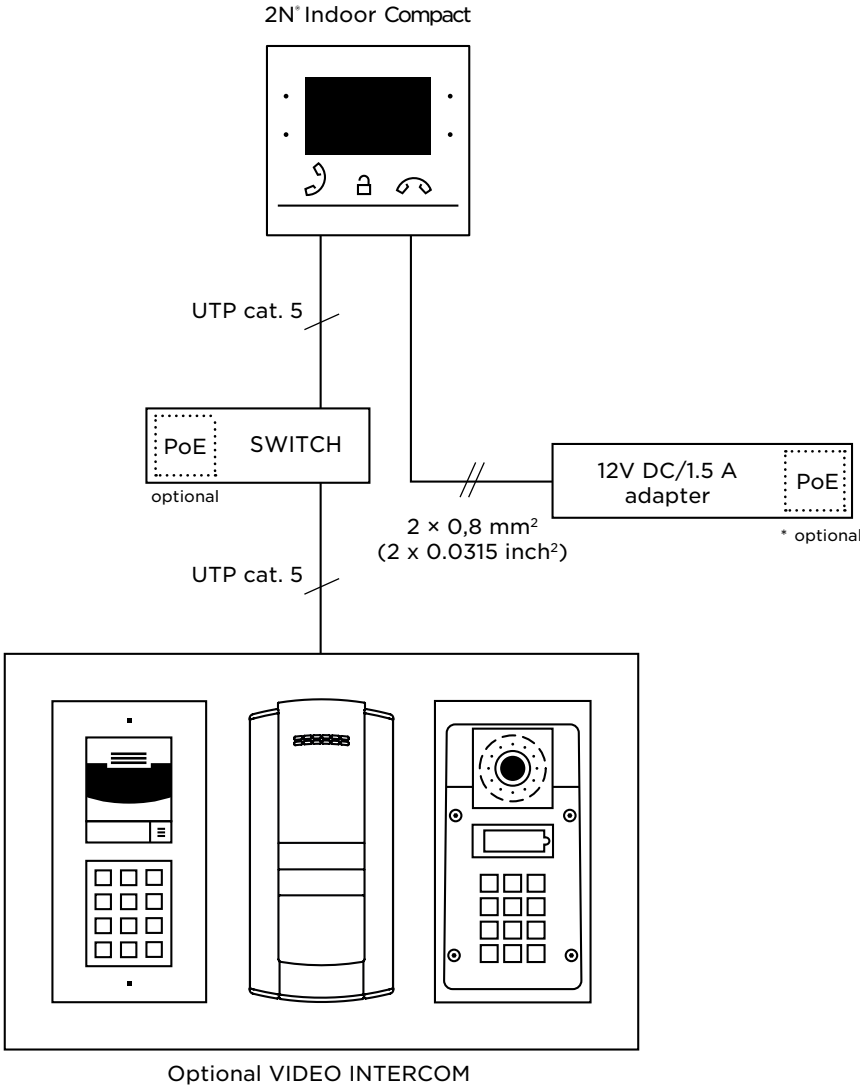 2N® Indoor Compact
UTP cat. 5
PoE SWITCH
optional
12V DC/1.5 A
adapter
PoE
* optional
2 × 0,8 mm²
(2 x 0.0315 inch²)
UTP cat. 5
Optional VIDEO INTERCOM